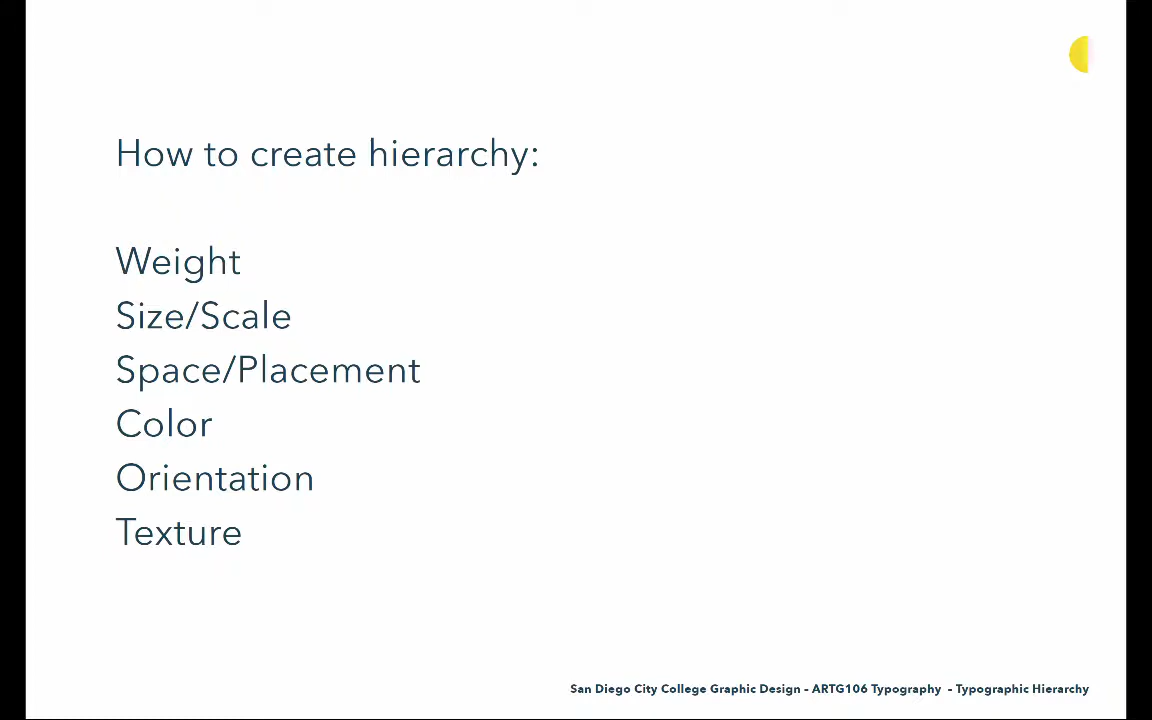 How to create hierarchy:
Weight
Size/Scale
Space/Placement
Color
Orientation
Texture
San Diego City College Graphic Design - ARTG106 Typography - Typographic Hierarchy